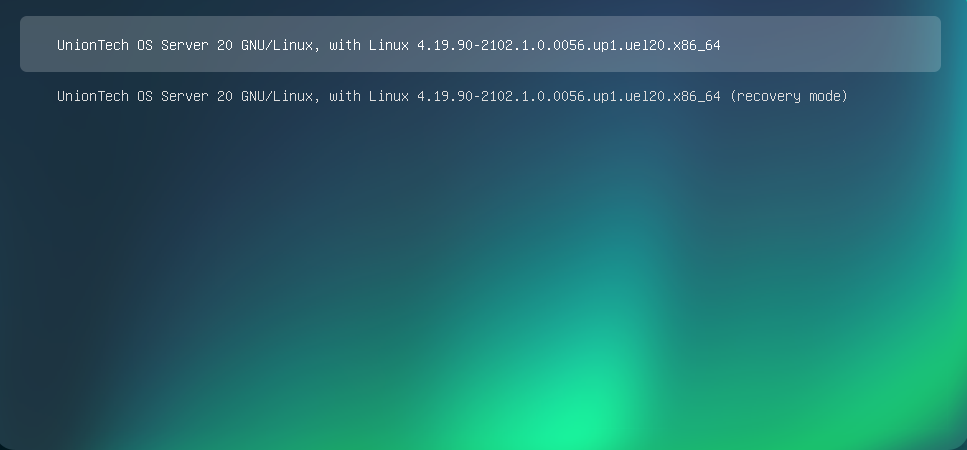 UnionTech OS Server 20 GNU/Linux, with Linux 4.19.90-2102.1.0.0056.up1.uel20.x86_64
UnionTech OS Server 20 GNU/Linux, with Linux 4.19.90-2102.1.0.0056.up1.uel20.x86_64 (recovery mode)